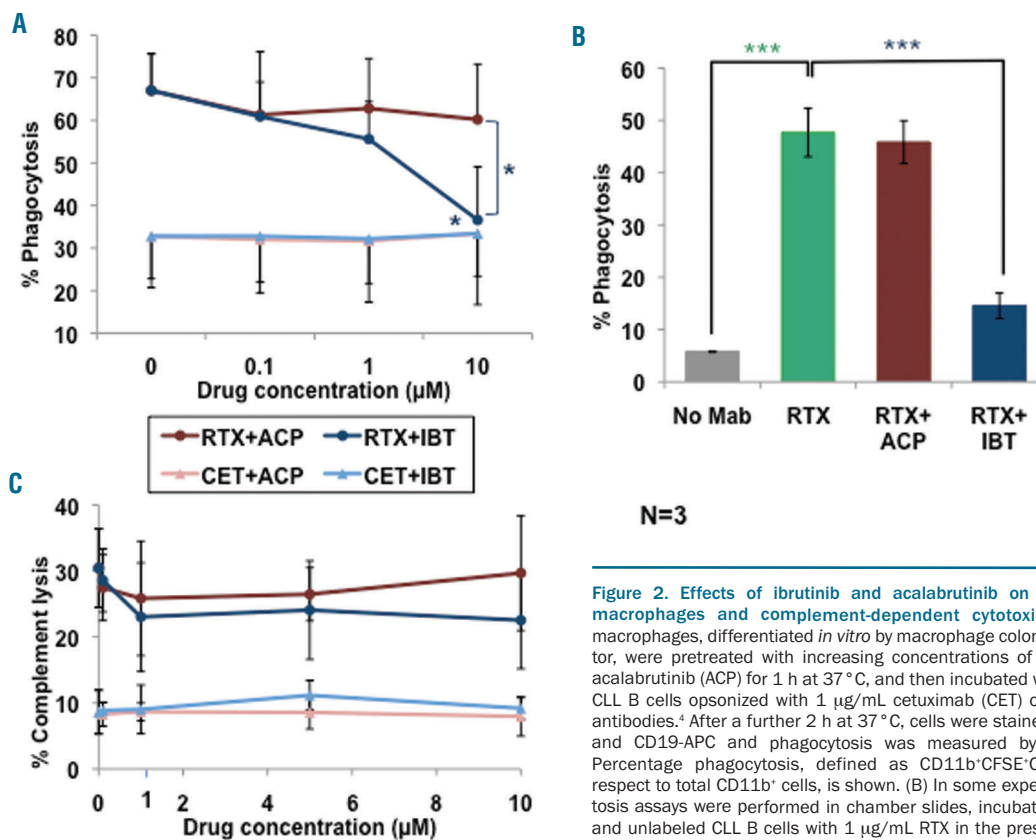 A
80
70
60
50
40
30
20
10
% Phagocytosis
*
*
0 0.1 1 10
Drug concentration (µM)
B
*** ***
60
50
40
30
20
10
0
% Phagocytosis
No Mab RTX RTX+ RTX+
ACP IBT
N=3
RTX+ACP RTX+IBT
CET+ACP CET+IBT
C
40
30
20
10
0
% Complement lysis
0 1 2 4 6 8 10
Drug concentration (µM)
Figure 2. Effects of ibrutinib and acalabrutinib on
macrophages and complement-dependent cytotoxi
macrophages, differentiated in vitro by macrophage colon
tor, were pretreated with increasing concentrations of
acalabrutinib (ACP) for 1 h at 37°C, and then incubated
CLL B cells opsonized with 1 µg/mL cetuximab (CET)
antibodies.⁴ After a further 2 h at 37°C, cells were staine
and CD19-APC and phagocytosis was measured by
Percentage phagocytosis, defined as CD11b⁺CFSE⁺C
respect to total CD11b⁺ cells, is shown. (B) In some expe
tosis assays were performed in chamber slides, incubat
and unlabeled CLL B cells with 1 µg/mL RTX in the pres